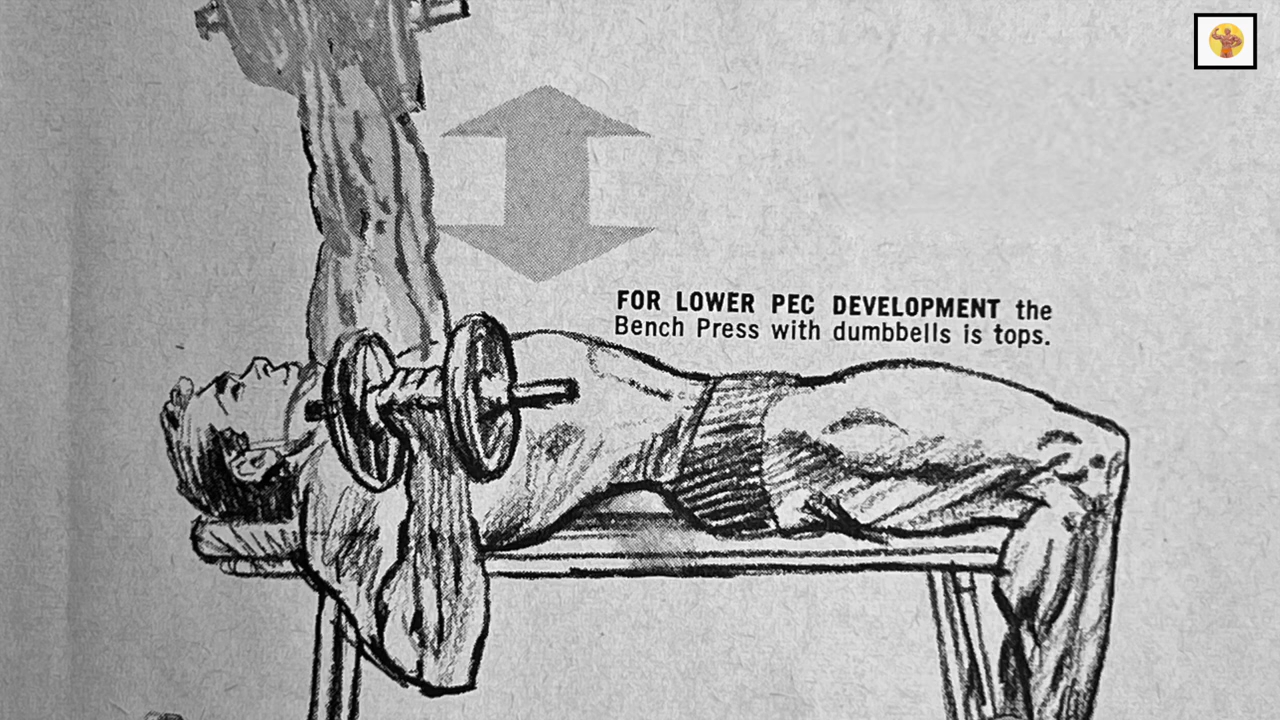 FOR LOWER PEC DEVELOPMENT the
Bench Press with dumbbells is tops.